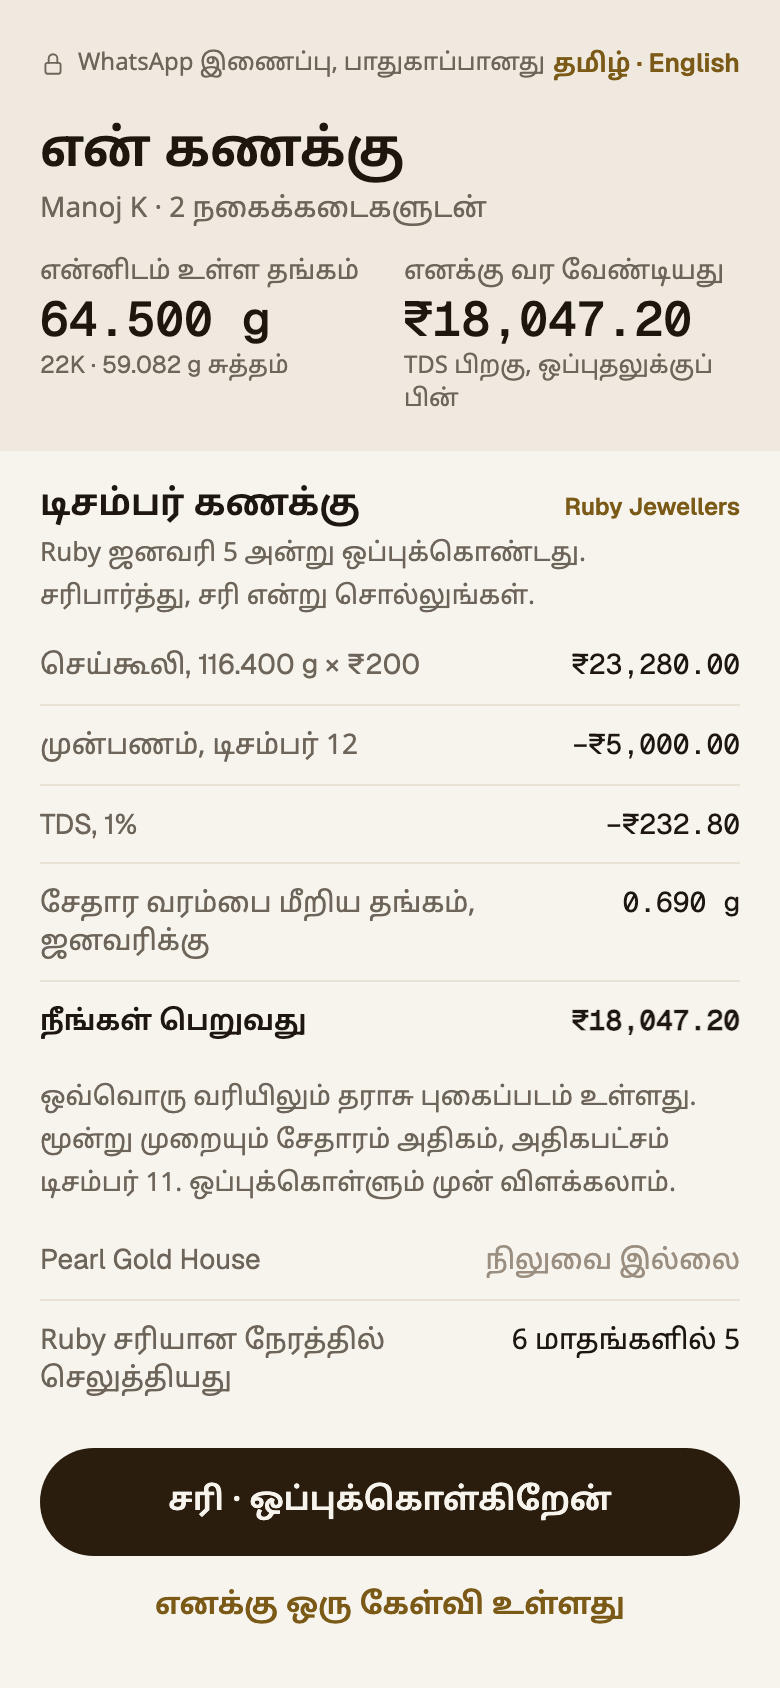 WhatsApp இணைப்பு, பாதுகாப்பானது தமிழ் · English
என் கணக்கு
Manoj K · 2 நகைக்கடைகளுடன்
என்னிடம் உள்ள தங்கம்
64.500 g
22K · 59.082 g சுத்தம்
எனக்கு வர வேண்டியது
₹18,047.20
TDS பிறகு, ஒப்புதலுக்குப்
பின்
டிசம்பர் கணக்கு Ruby Jewellers
Ruby ஜனவரி 5 அன்று ஒப்புக்கொண்டது.
சரிபார்த்து, சரி என்று சொல்லுங்கள்.
செய்கூலி, 116.400 g × ₹200 ₹23,280.00
முன்பணம், டிசம்பர் 12 −₹5,000.00
TDS, 1% −₹232.80
சேதார வரம்பை மீறிய தங்கம், 0.690 g
ஜனவரிக்கு
நீங்கள் பெறுவது ₹18,047.20
ஒவ்வொரு வரியிலும் தராசு புகைப்படம் உள்ளது.
மூன்று முறையும் சேதாரம் அதிகம், அதிகபட்சம்
டிசம்பர் 11. ஒப்புக்கொள்ளும் முன் விளக்கலாம்.
Pearl Gold House நிலுவை இல்லை
Ruby சரியான நேரத்தில் 6 மாதங்களில் 5
செலுத்தியது
சரி · ஒப்புக்கொள்கிறேன்
எனக்கு ஒரு கேள்வி உள்ளது